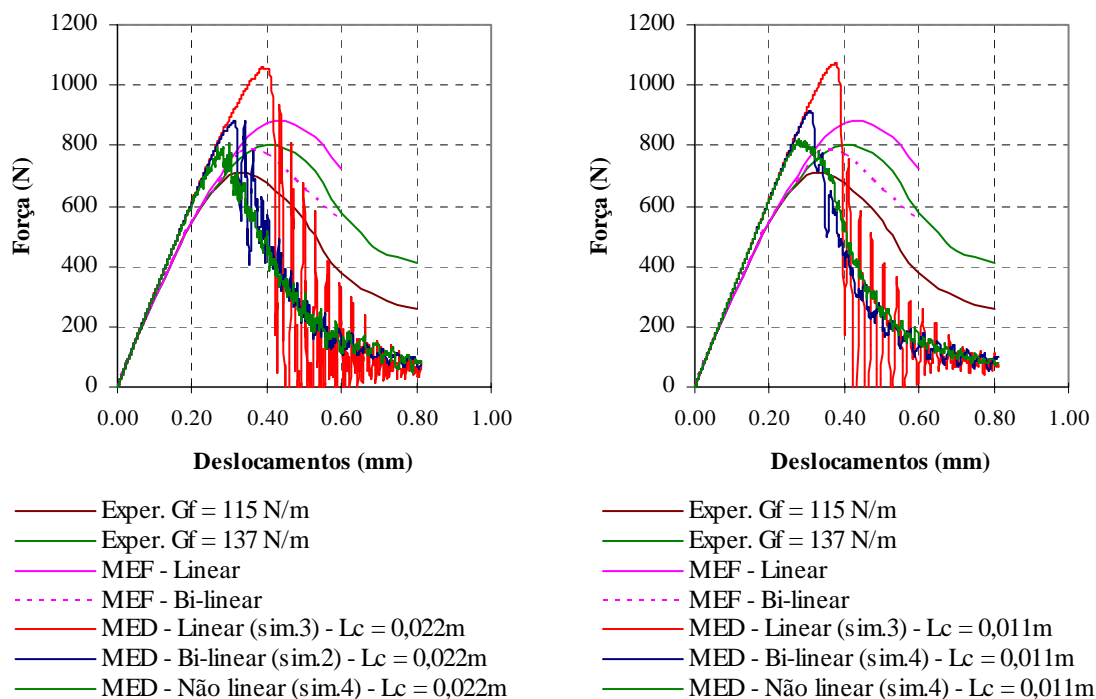 1200
1000
800
600
400
200
0
Força (N)
0.00 0.20 0.40 0.60 0.80 1.00
Deslocamentos (mm)
Exper. Gf = 115 N/m
Exper. Gf = 137 N/m
MEF - Linear
MEF - Bi-linear
MED - Linear (sim.3) - Lc = 0,022m
MED - Bi-linear (sim.2) - Lc = 0,022m
MED - Não linear (sim.4) - Lc = 0,022m
1200
1000
800
600
400
200
0
Força (N)
0.00 0.20 0.40 0.60 0.80 1.00
Deslocamentos (mm)
Exper. Gf = 115 N/m
Exper. Gf = 137 N/m
MEF - Linear
MEF - Bi-linear
MED - Linear (sim.3) - Lc = 0,011m
MED - Bi-linear (sim.4) - Lc = 0,011m
MED - Não linear (sim.4) - Lc = 0,011m